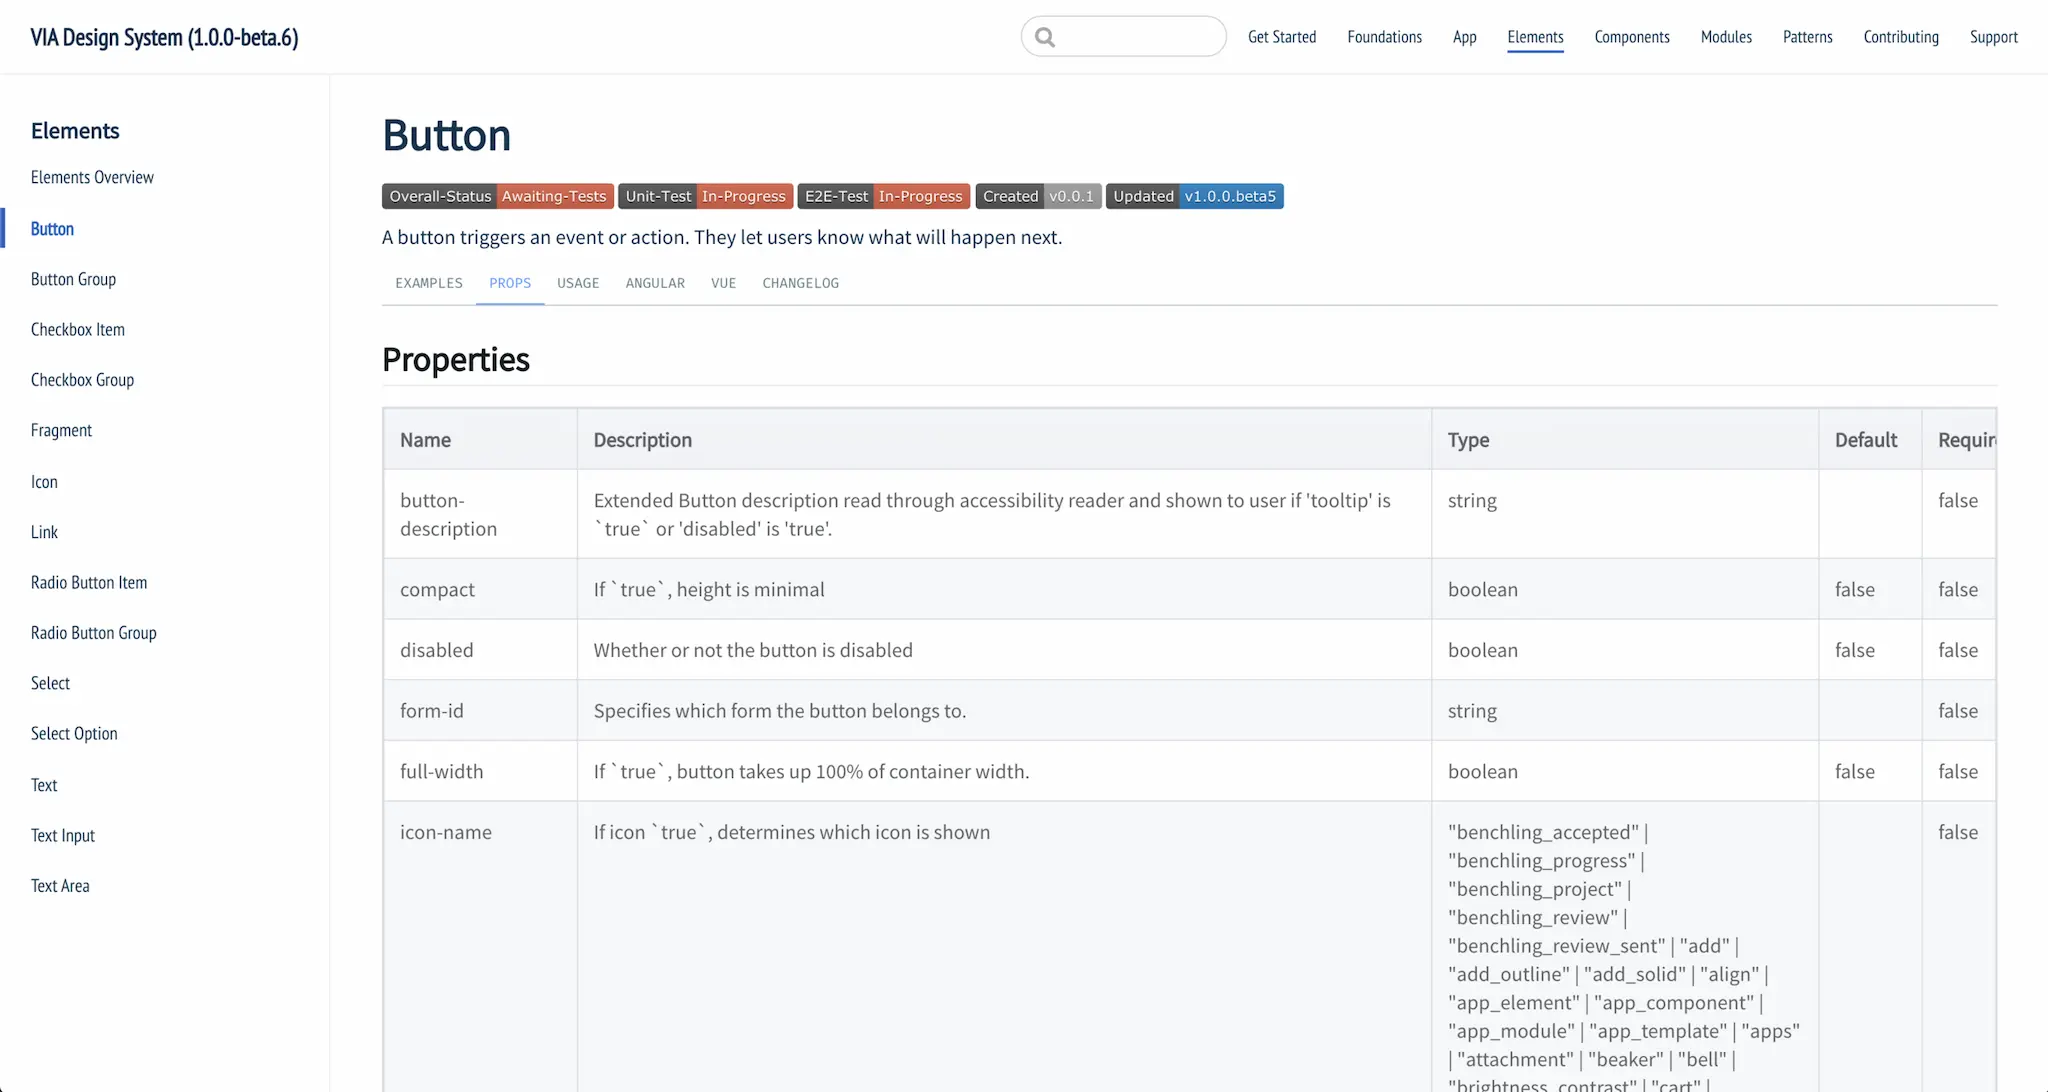 VIA Design System (1.0.0-beta.6)
Get Started Foundations App Elements Components Modules Patterns Contributing Support
Elements
Elements Overview
Button
Button Group
Checkbox Item
Checkbox Group
Fragment
Icon
Link
Radio Button Item
Radio Button Group
Select
Select Option
Text
Text Input
Text Area
Button
Overall-Status Awaiting-Tests Unit-Test In-Progress E2E-Test In-Progress Created v0.0.1 Updated v1.0.0.beta5
A button triggers an event or action. They let users know what will happen next.
EXAMPLES PROPS USAGE ANGULAR VUE CHANGELOG
Properties
Name Description Type Default Requir
button-
description
Extended Button description read through accessibility reader and shown to user if 'tooltip' is
`true` or 'disabled' is 'true'.
string
false
compact If `true`, height is minimal boolean false false
disabled Whether or not the button is disabled boolean false false
form-id Specifies which form the button belongs to. string false
full-width If `true`, button takes up 100% of container width. boolean false false
icon-name If icon `true`, determines which icon is shown
"benchling_accepted" |
"benchling_progress" |
"benchling_project" |
"benchling_review" |
"benchling_review_sent" | "add" |
"add_outline" | "add_solid" | "align" |
"app_element" | "app_component" |
"app_module" | "app_template" | "apps"
| "attachment" | "beaker" | "bell" |
"brightness_contrast" | "cart" |
false